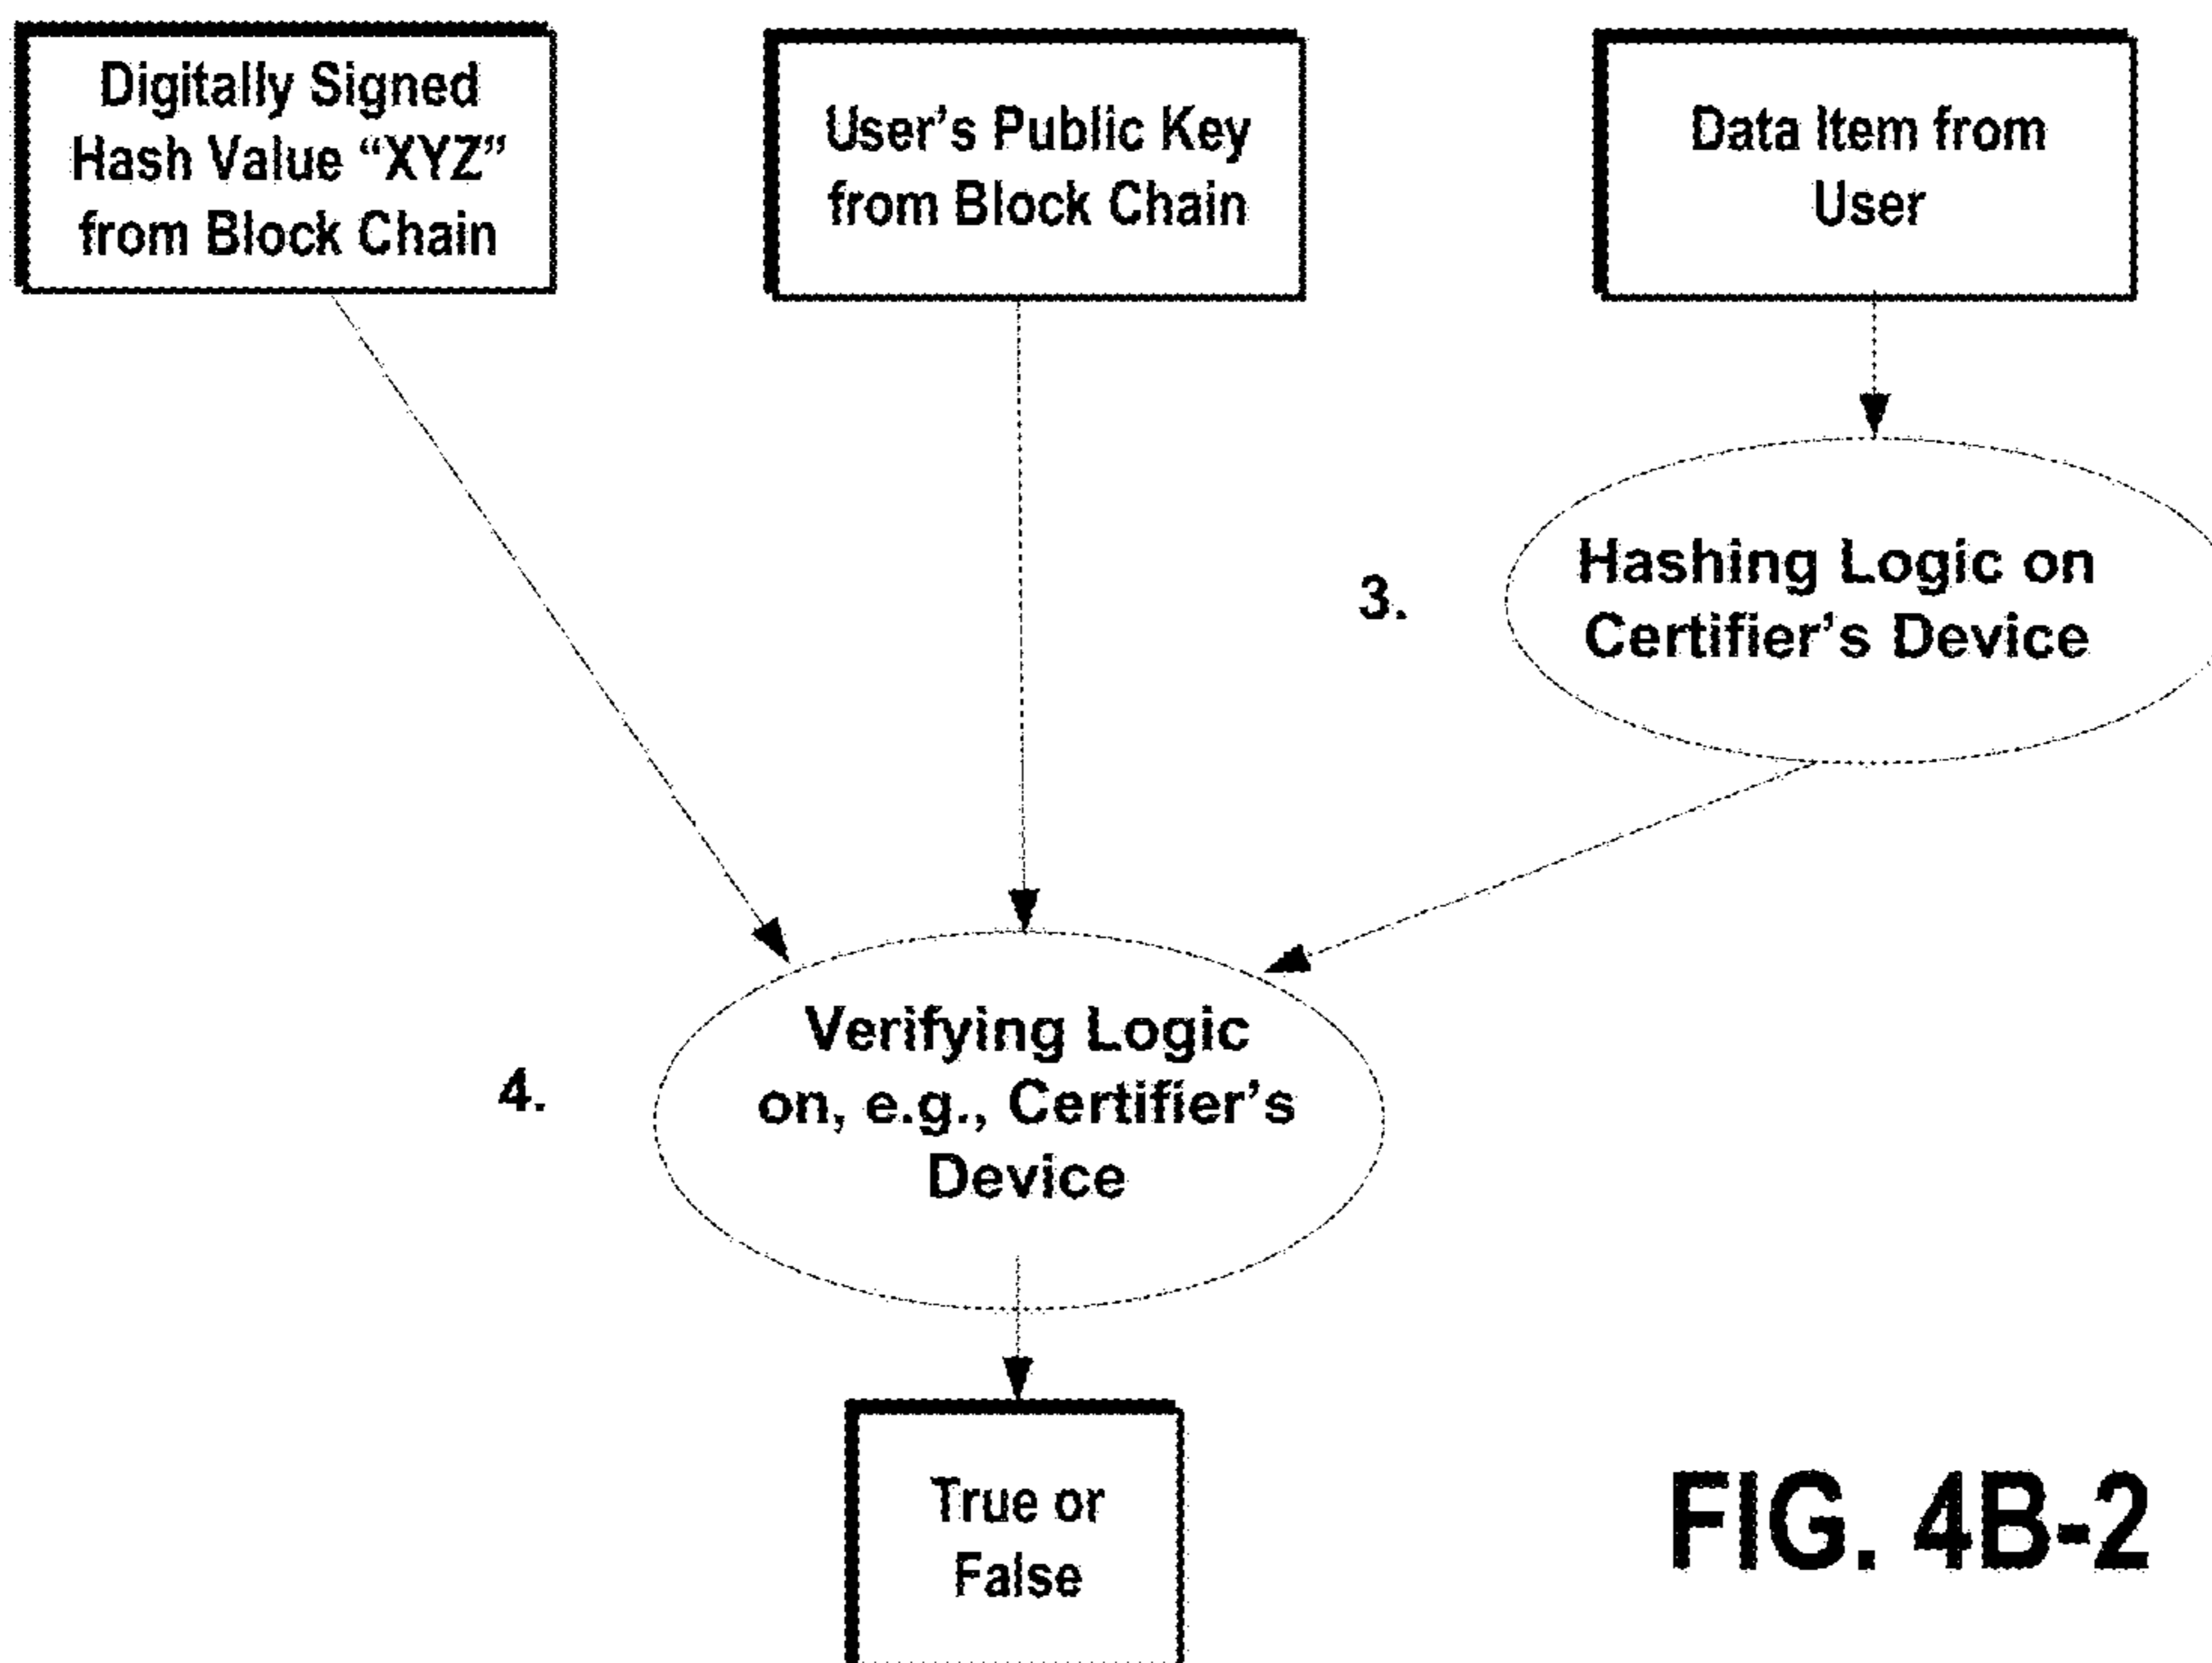 Digitally Signed
Hash Value “XYZ”
from Block Chain
User’s Public Key
from Block Chain
Data Item from
User
3.
Hashing Logic on
Certifier’s Device
4.
Verifying Logic
on, e.g., Certifier’s
Device
True or
False
FIG. 4B-2